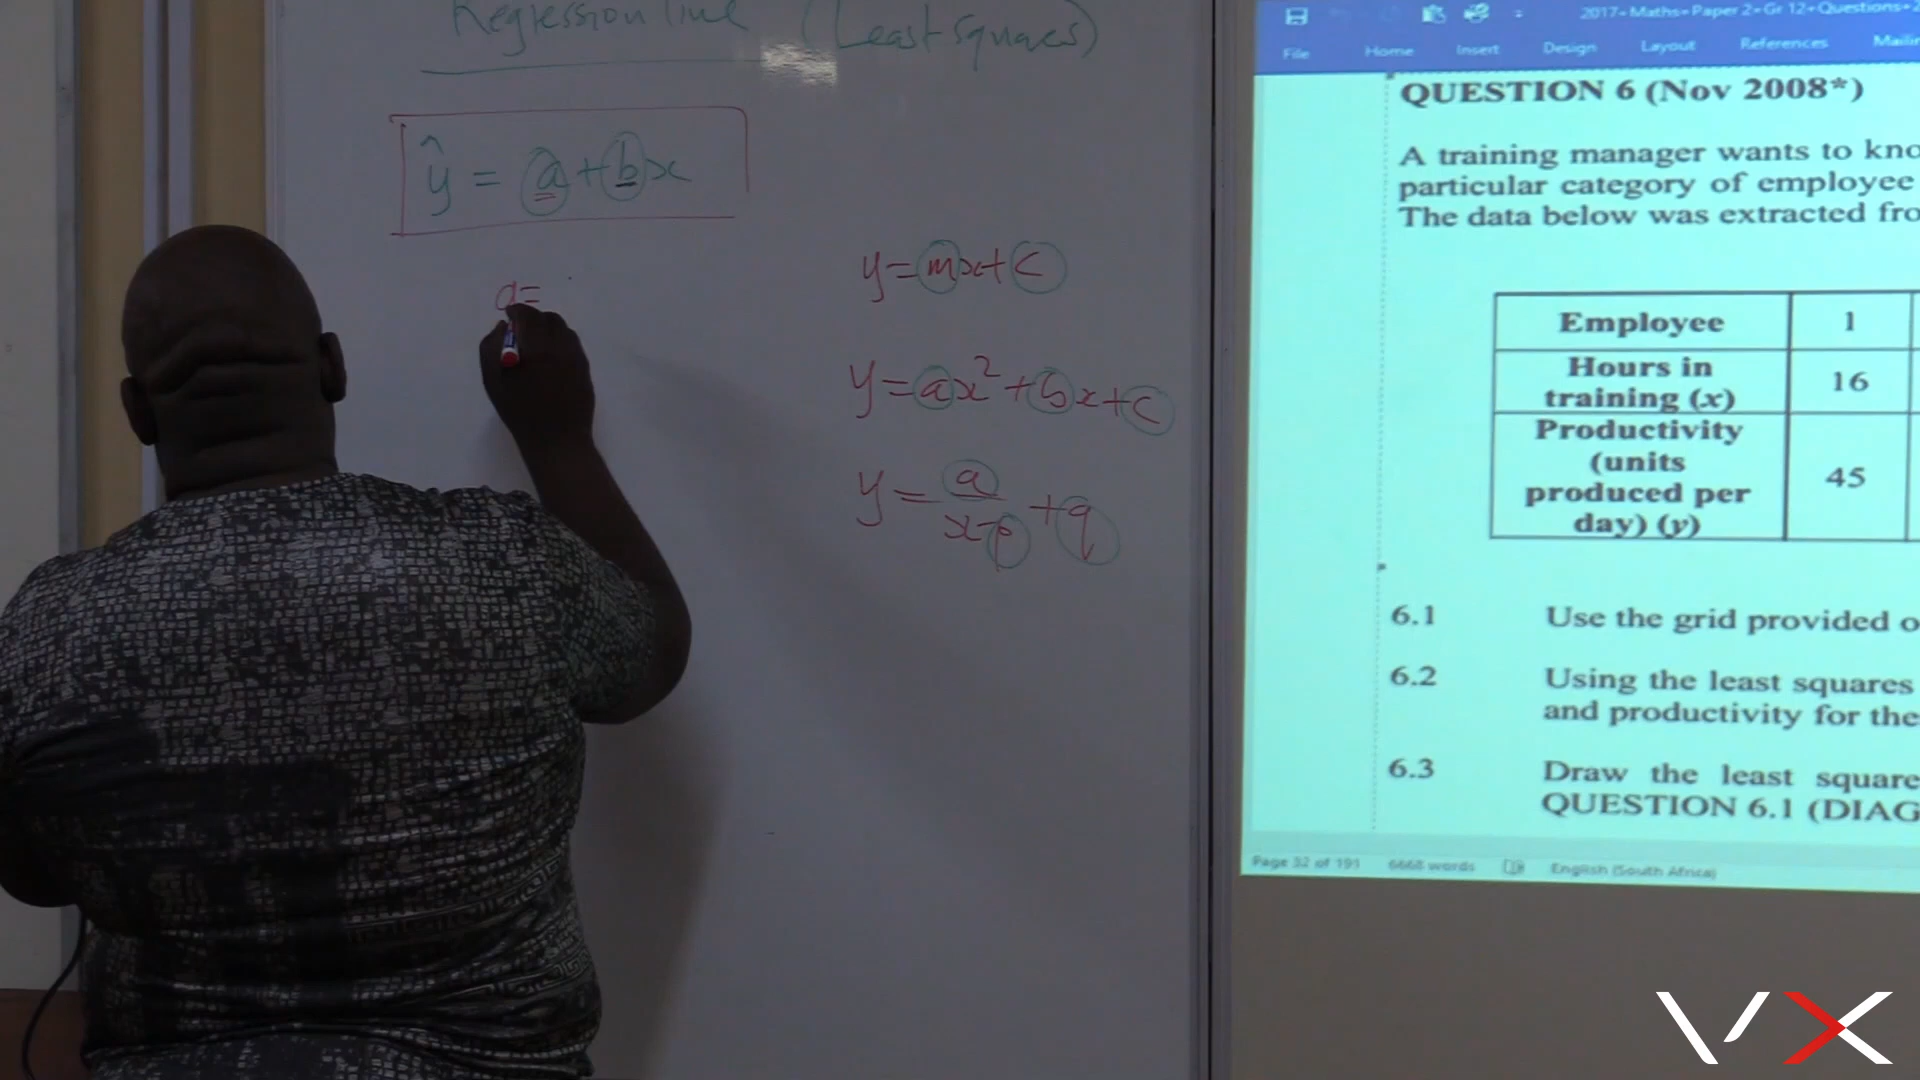 Regression line (Least squares)
ŷ = a + bx
a=
y = mx + c
y = ax² + bx + c
y = a/(x-p) + q
2017 Maths Paper 2 Gr 12 Questions
File Home Insert Design Layout References
QUESTION 6 (Nov 2008*)
A training manager wants to kno
particular category of employee
The data below was extracted fro
Employee 1
Hours in training (x) 16
Productivity (units produced per day) (y) 45
6.1 Use the grid provided o
6.2 Using the least squares
and productivity for the
6.3 Draw the least square
QUESTION 6.1 (DIAG
Page 32 of 191 6668 words English (South Africa)
VX